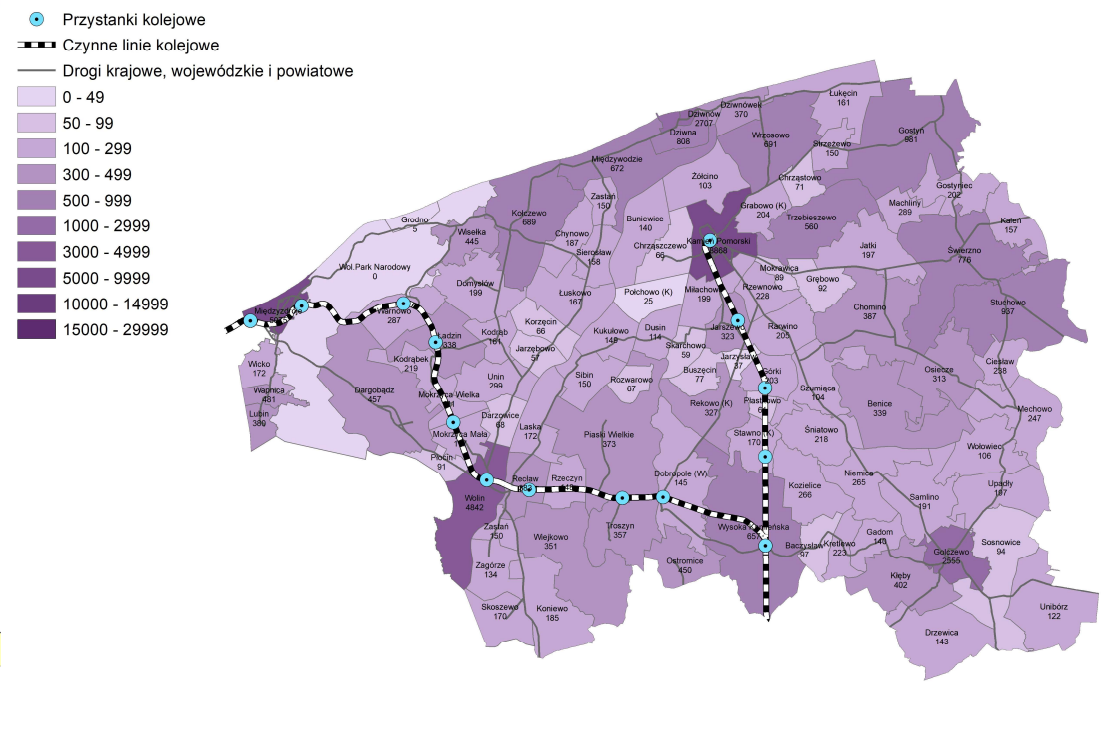 Przystanki kolejowe
Czynne linie kolejowe
Drogi krajowe, wojewódzkie i powiatowe
0 - 49
50 - 99
100 - 299
300 - 499
500 - 999
1000 - 2999
3000 - 4999
5000 - 9999
10000 - 14999
15000 - 29999
Łukęcin
161
Dziwnówek
370
Dziwnów
2707
Dziwna
808
Wrzosowo
691
Strzeżewo
150
Gostyń
981
Międzywodzie
672
Żółcino
103
Chrząstowo
71
Gostyniec
202
Machliny
289
Zastań
150
Grabowo (K)
204
Trzebieszewo
560
Kaleń
157
Grodno
5
Kołczewo
689
Buniewice
140
Wisełka
445
Chynowo
187
Sierosław
158
Chrząszczewo
66
Kamień Pomorski
Jatki
197
Świerzno
776
Wol.Park Narodowy
0
Mokrawica
89
Grębowo
92
Domysłów
199
Łuskowo
167
Połchowo (K)
25
Miłachowo
199
Rzewnowo
228
Chomino
387
Stuchowo
937
Warnowo
287
Ładzin
338
Kodrąb
161
Korzęcin
66
Kukułowo
148
Dusin
114
Jarszewo
323
Rarwino
205
Jarzębowo
57
Skarchowo
59
Jarzysław
37
Wicko
172
Kodrąbek
219
Buszęcin
77
Górki
203
Osiecze
313
Ciesław
238
Wapnica
481
Dargobądz
457
Unin
299
Sibin
150
Rozwarowo
97
Lubin
389
Mokrzyca Wielka
Rekowo (K)
327
Benice
339
Mechowo
247
Darzowice
68
Laska
172
Mokrzyca Mała
Piaski Wielkie
373
Stawno (K)
170
Śniatowo
218
Wołowiec
106
Płocin
91
Dobropole (W)
145
Niemica
265
Recław
Rzeczyn
Kozielice
266
Upadły
187
Samlino
191
Wolin
4842
Zastań
150
Troszyn
357
Wysoka Kamieńska
Wiejkowo
351
Baczysław
97
Kretlewo
223
Gadom
140
Golczewo
2555
Sosnowice
94
Zagórze
134
Ostromice
450
Kłęby
402
Skoszewo
170
Koniewo
185
Unibórz
122
Drzewica
143